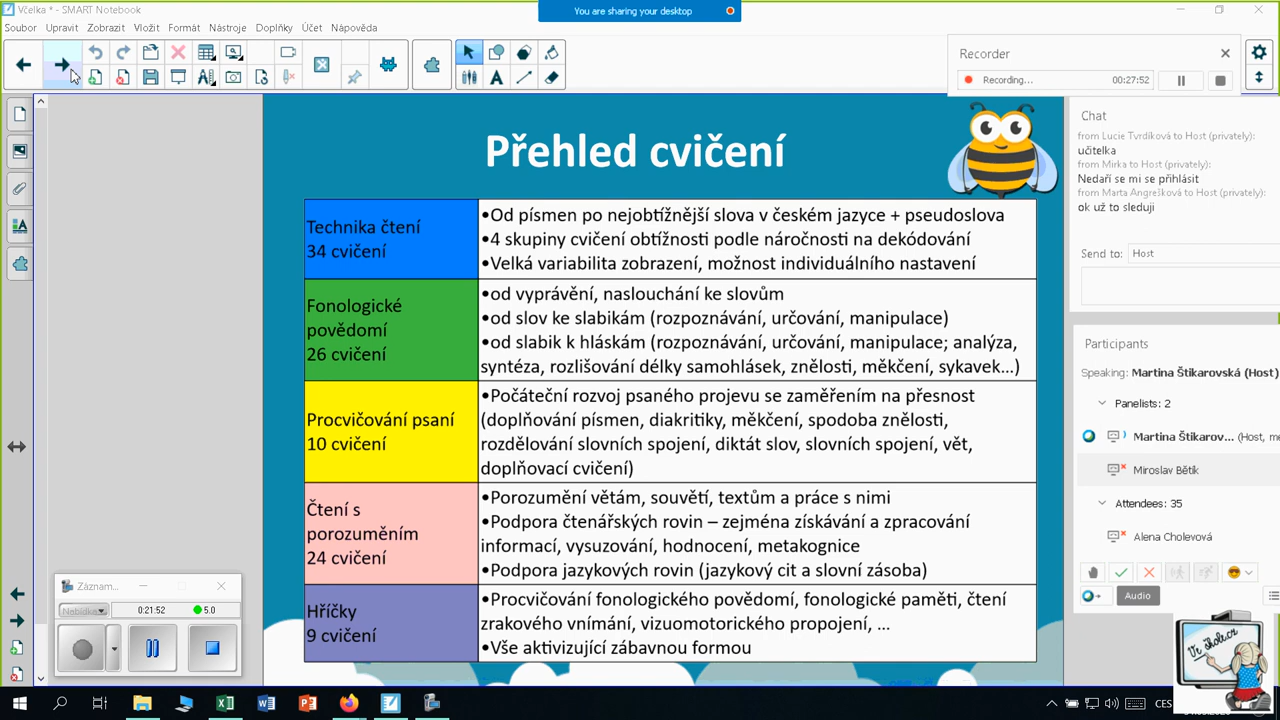 Včelka * - SMART Notebook
You are sharing your desktop
Soubor Upravit Zobrazit Vložit Formát Nástroje Doplňky Účet Nápověda
Recorder
Recording... 00:27:52
Přehled cvičení
Technika čtení
34 cvičení
•Od písmen po nejobtížnější slova v českém jazyce + pseudoslova
•4 skupiny cvičení obtížnosti podle náročnosti na dekódování
•Velká variabilita zobrazení, možnost individuálního nastavení
Fonologické
povědomí
26 cvičení
•od vyprávění, naslouchání ke slovům
•od slov ke slabikám (rozpoznávání, určování, manipulace)
•od slabik k hláskám (rozpoznávání, určování, manipulace; analýza,
syntéza, rozlišování délky samohlásek, znělosti, měkčení, sykavek...)
Procvičování psaní
10 cvičení
•Počáteční rozvoj psaného projevu se zaměřením na přesnost
(doplňování písmen, diakritiky, měkčení, spodoba znělosti,
rozdělování slovních spojení, diktát slov, slovních spojení, vět,
doplňovací cvičení)
Čtení s
porozuměním
24 cvičení
•Porozumění větám, souvětí, textům a práce s nimi
•Podpora čtenářských rovin – zejména získávání a zpracování
informací, vysuzování, hodnocení, metakognice
•Podpora jazykových rovin (jazykový cit a slovní zásoba)
Hříčky
9 cvičení
•Procvičování fonologického povědomí, fonologické paměti, čtení
zrakového vnímání, vizuomotorického propojení, ...
•Vše aktivizující zábavnou formou
Chat
from Lucie Tvrdíková to Host (privately):
učitelka
from Mirka to Host (privately):
Nedaří se mi se přihlásit
from Marta Angrešková to Host (privately):
ok už to sleduji
Send to: Host
Participants
Speaking: Martina Štikarovská (Host)
Panelists: 2
Martina Štikarov... (Host, me
Miroslav Bětík
Attendees: 35
Alena Cholevová
Audio
Záznam...
Nabídka
0:21:52 5.0
Ve škole.cz
CES